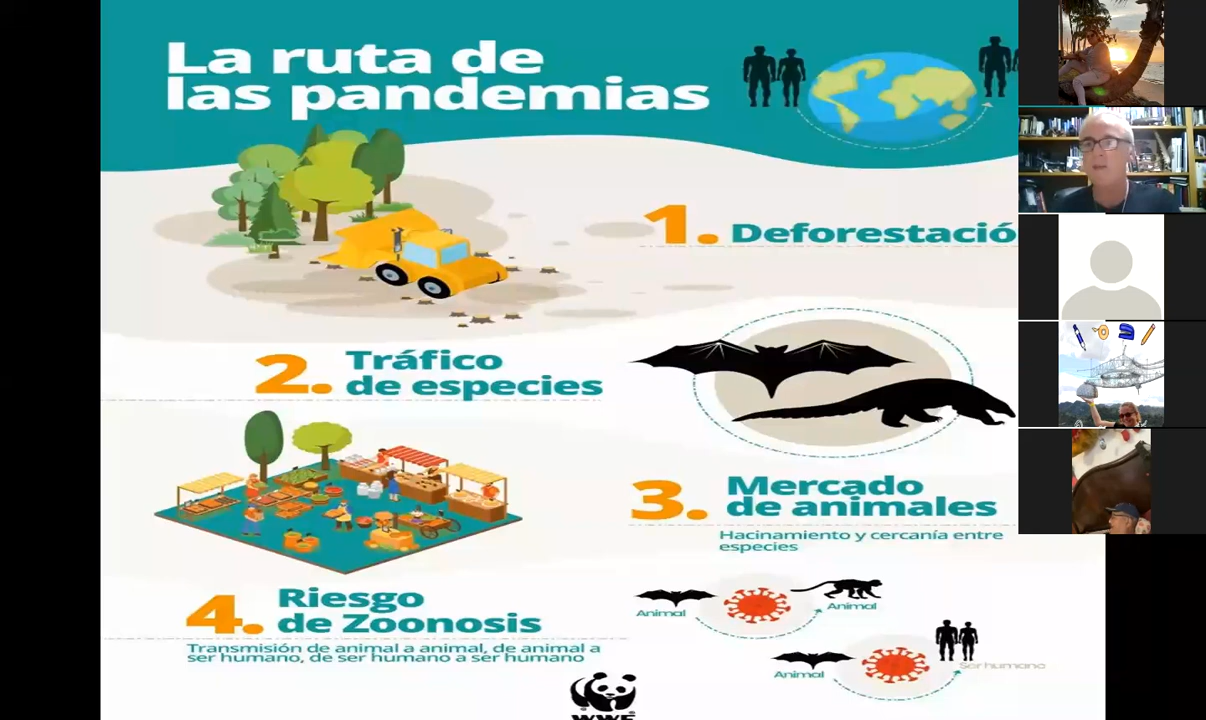 La ruta de
las pandemias
1. Deforestació
2. Tráfico
de especies
3. Mercado
de animales
Hacinamiento y cercanía entre
especies
4. Riesgo
de Zoonosis
Transmisión de animal a animal, de animal a
ser humano, de ser humano a ser humano
Animal
Animal
Animal
Ser humano
WWF